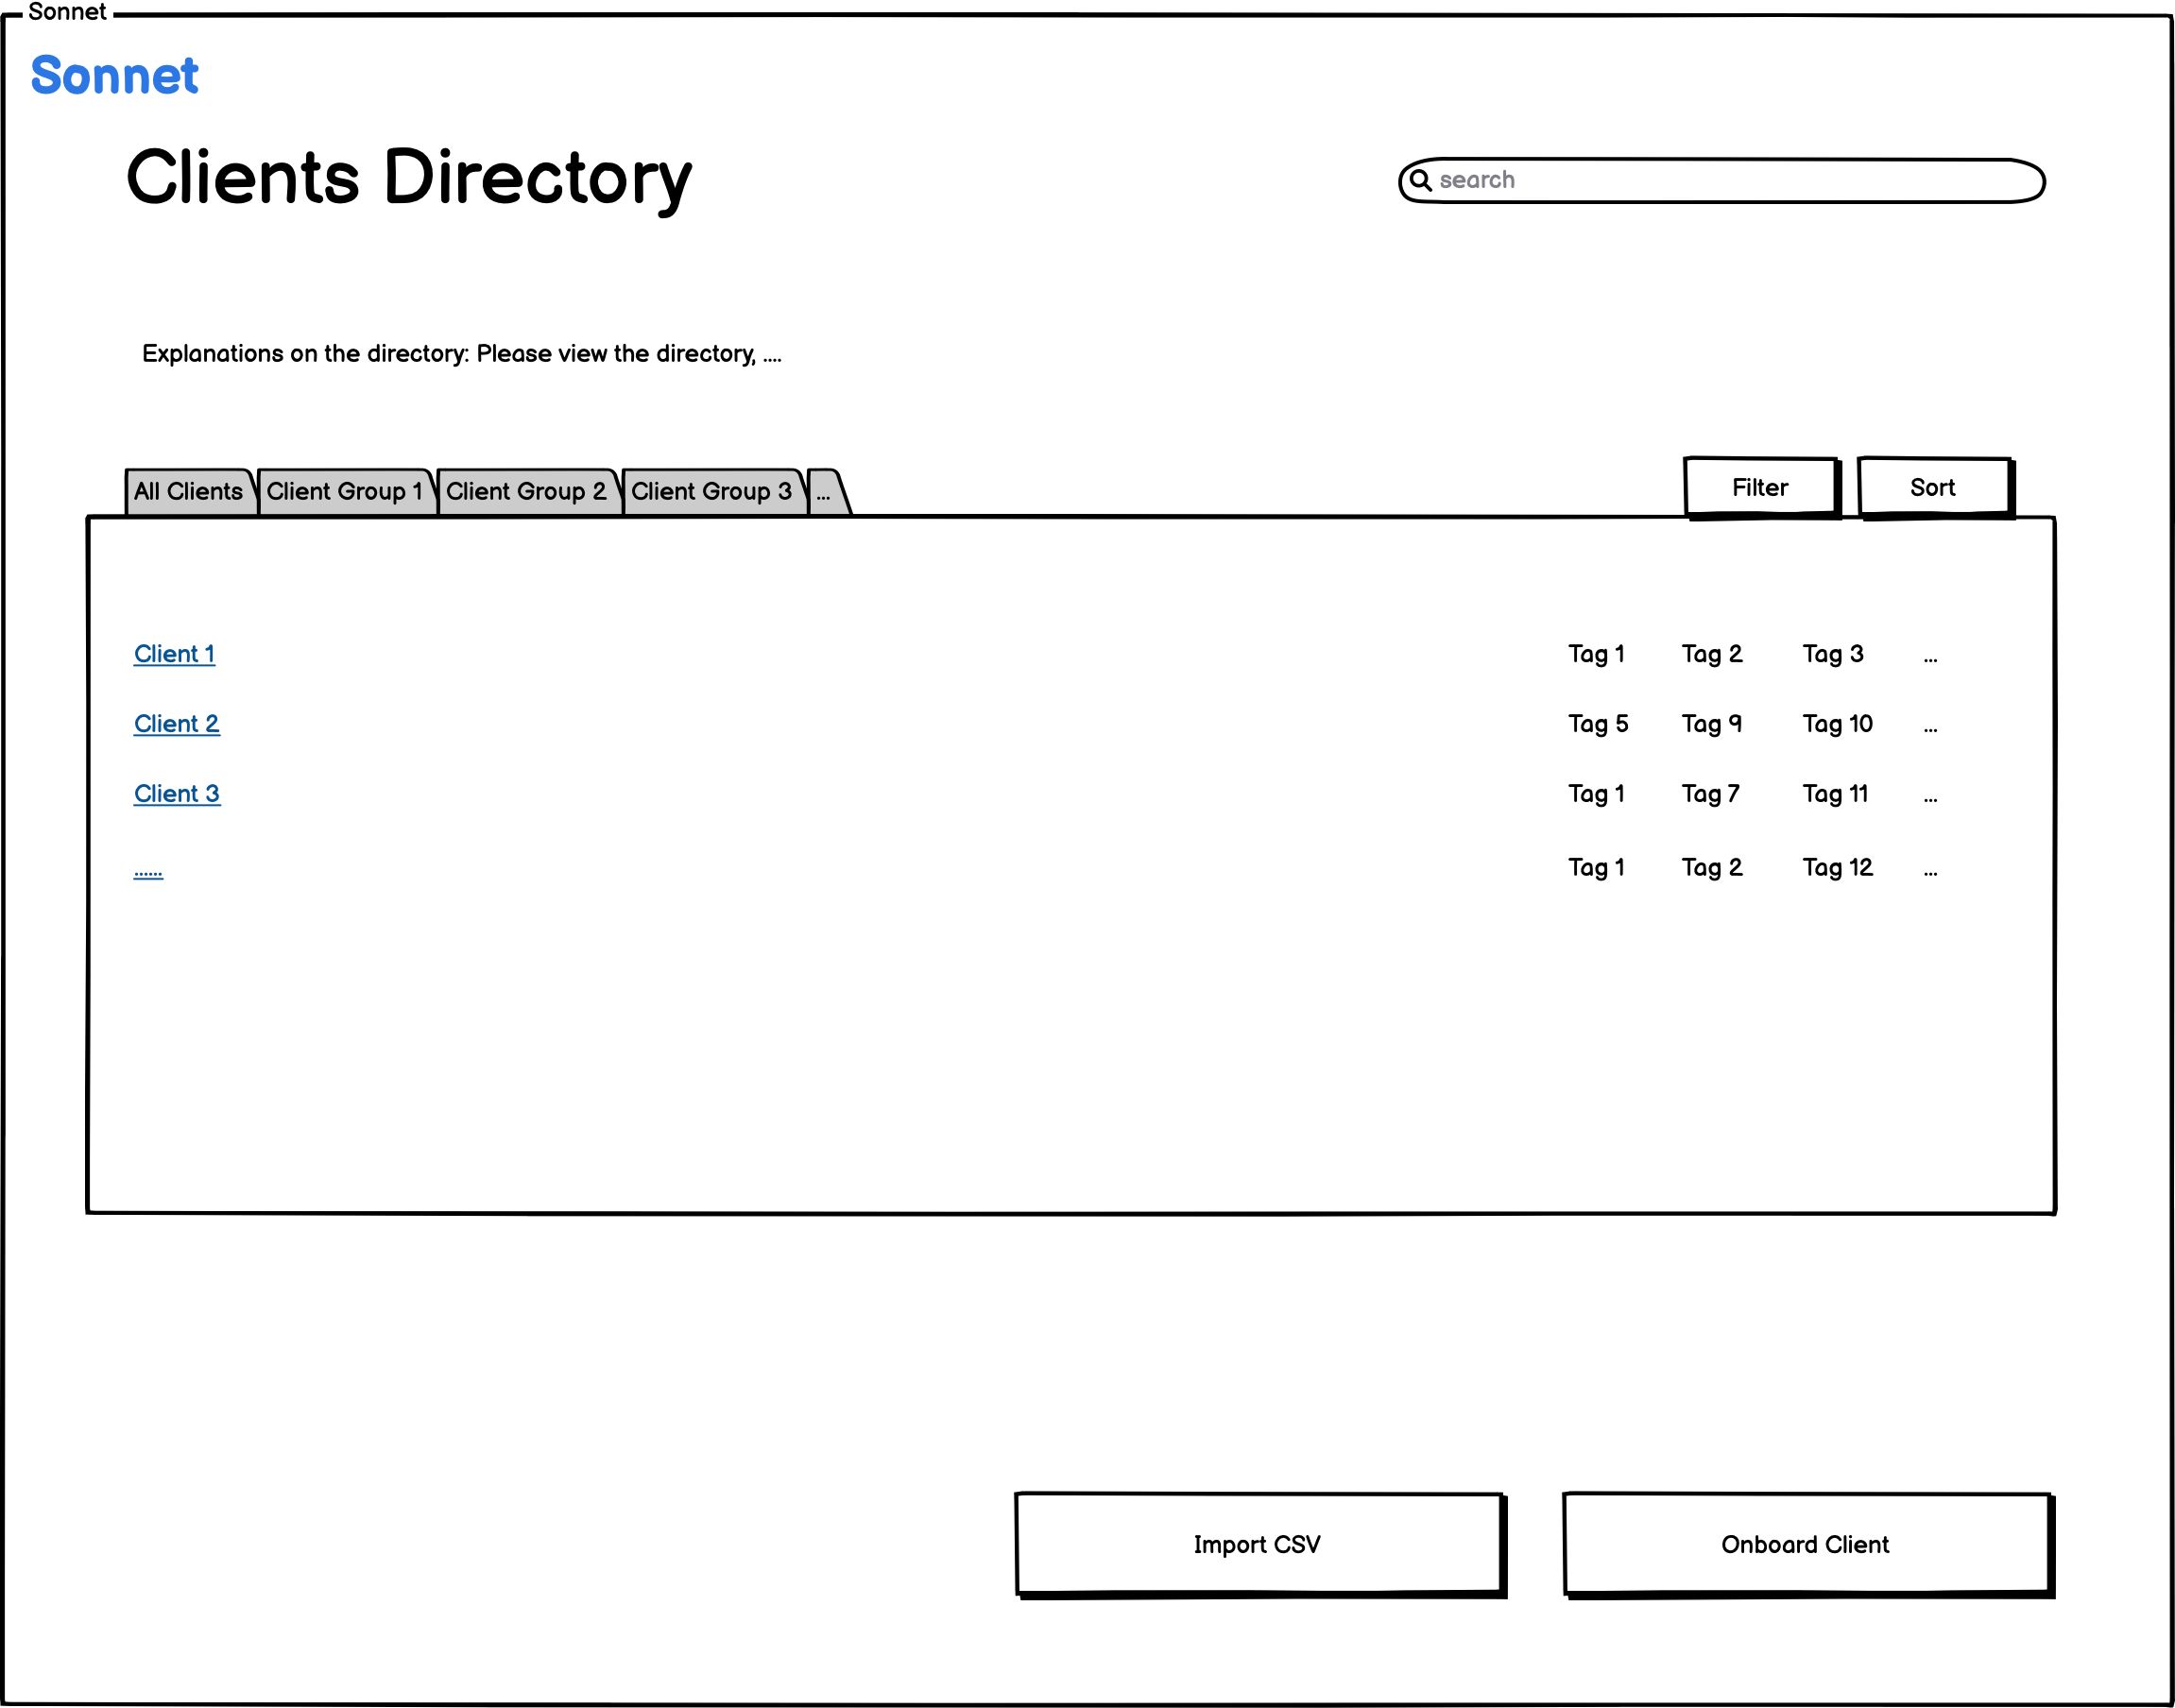 Sonnet
Sonnet
Clients Directory
search
Explanations on the directory: Please view the directory, ....
All Clients Client Group 1 Client Group 2 Client Group 3 ...
Filter Sort
Client 1 Tag 1 Tag 2 Tag 3 ...
Client 2 Tag 5 Tag 9 Tag 10 ...
Client 3 Tag 1 Tag 7 Tag 11 ...
...... Tag 1 Tag 2 Tag 12 ...
Import CSV Onboard Client